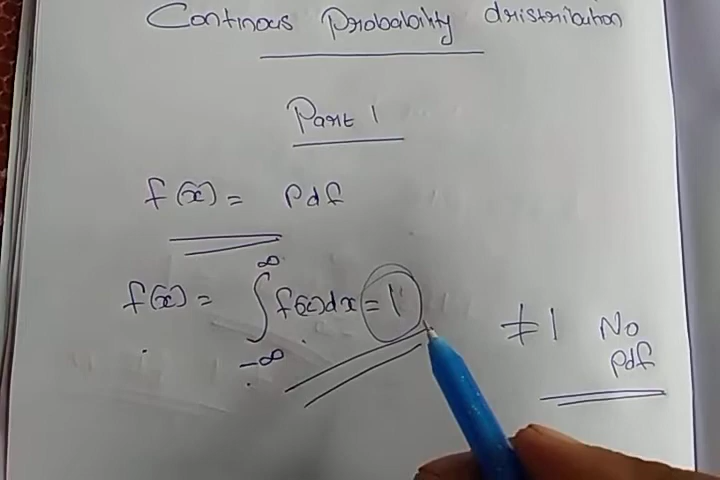 Continous Probability dristribution
Part 1
f(x) = Pdf
f(x) = ∫_{-∞}^{∞} f(x)dx = 1
≠ 1 No
pdf